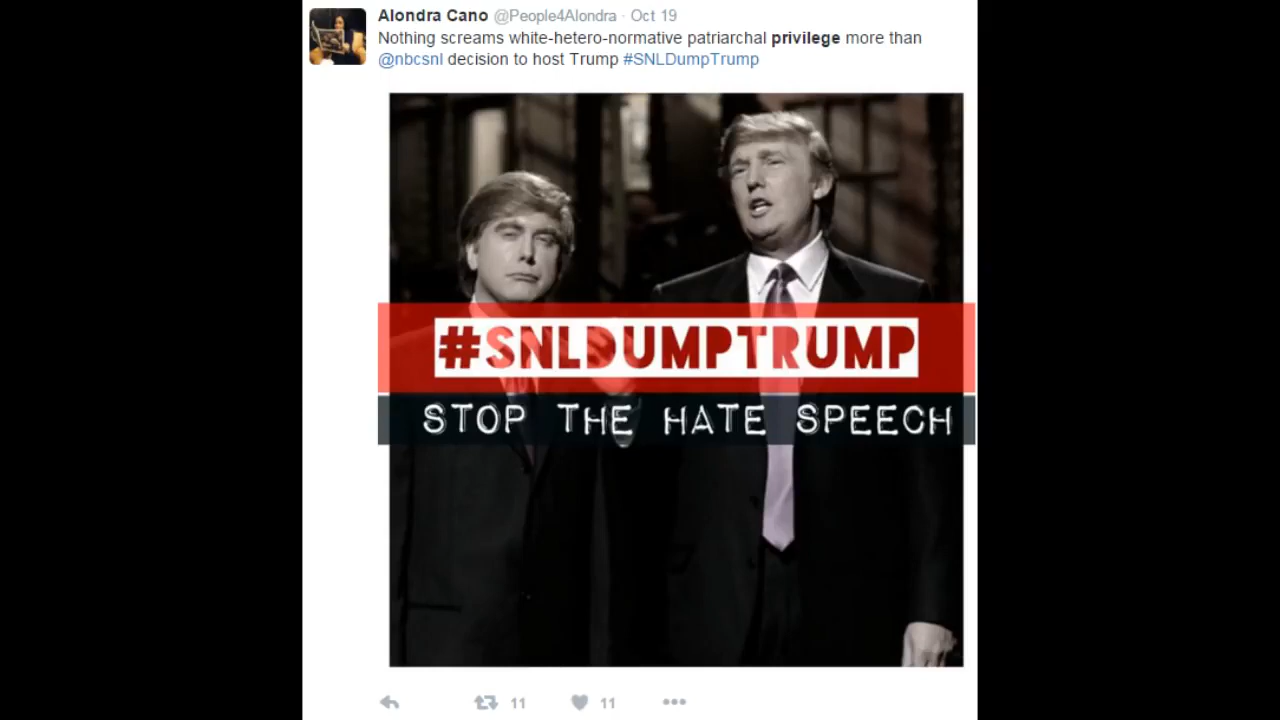 Alondra Cano @People4Alondra · Oct 19
Nothing screams white-hetero-normative patriarchal privilege more than
@nbcsnl decision to host Trump #SNLDumpTrump
#SNLDUMPTRUMP
STOP THE HATE SPEECH
11 11